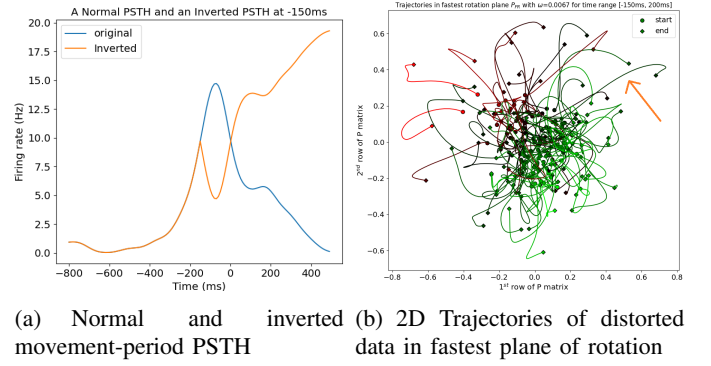 A Normal PSTH and an Inverted PSTH at -150ms
original
Inverted
Firing rate (Hz)
20.0
17.5
15.0
12.5
10.0
7.5
5.0
2.5
0.0
−800 −600 −400 −200 0 200 400
Time (ms)
(a) Normal and inverted
movement-period PSTH
Trajectories in fastest rotation plane P_FR with ω=0.0067 for time range [-150ms, 200ms]
start
end
2nd row of P matrix
0.6
0.4
0.2
0.0
−0.2
−0.4
−0.6
−0.8 −0.6 −0.4 −0.2 0.0 0.2 0.4 0.6 0.8
1st row of P matrix
(b) 2D Trajectories of distorted
data in fastest plane of rotation